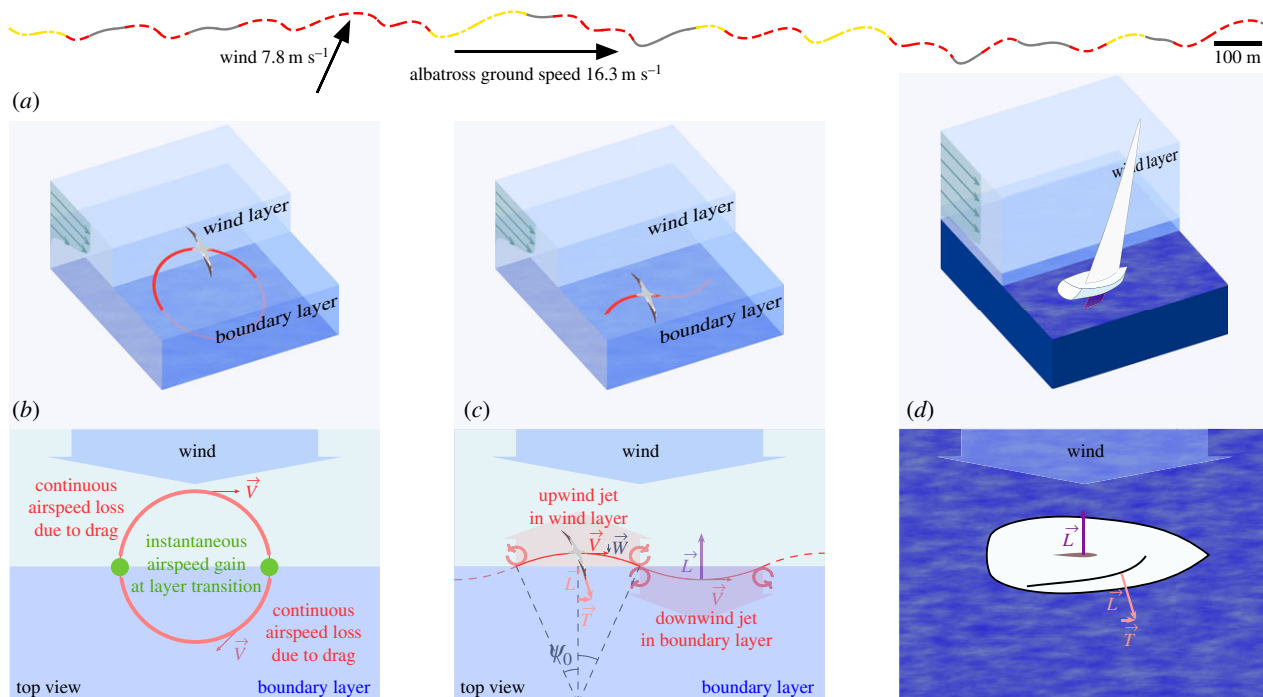 wind 7.8 m s⁻¹
albatross ground speed 16.3 m s⁻¹
100 m
(a)
wind layer
boundary layer
wind layer
boundary layer
wind layer
(b)
wind
continuous
airspeed loss
due to drag
V
instantaneous
airspeed gain
at layer transition
continuous
airspeed loss
due to drag
V
top view
boundary layer
(c)
wind
upwind jet
in wind layer
V
W
L
L
V
T
downwind jet
in boundary layer
ψ₀
top view
boundary layer
(d)
wind
L
L
T